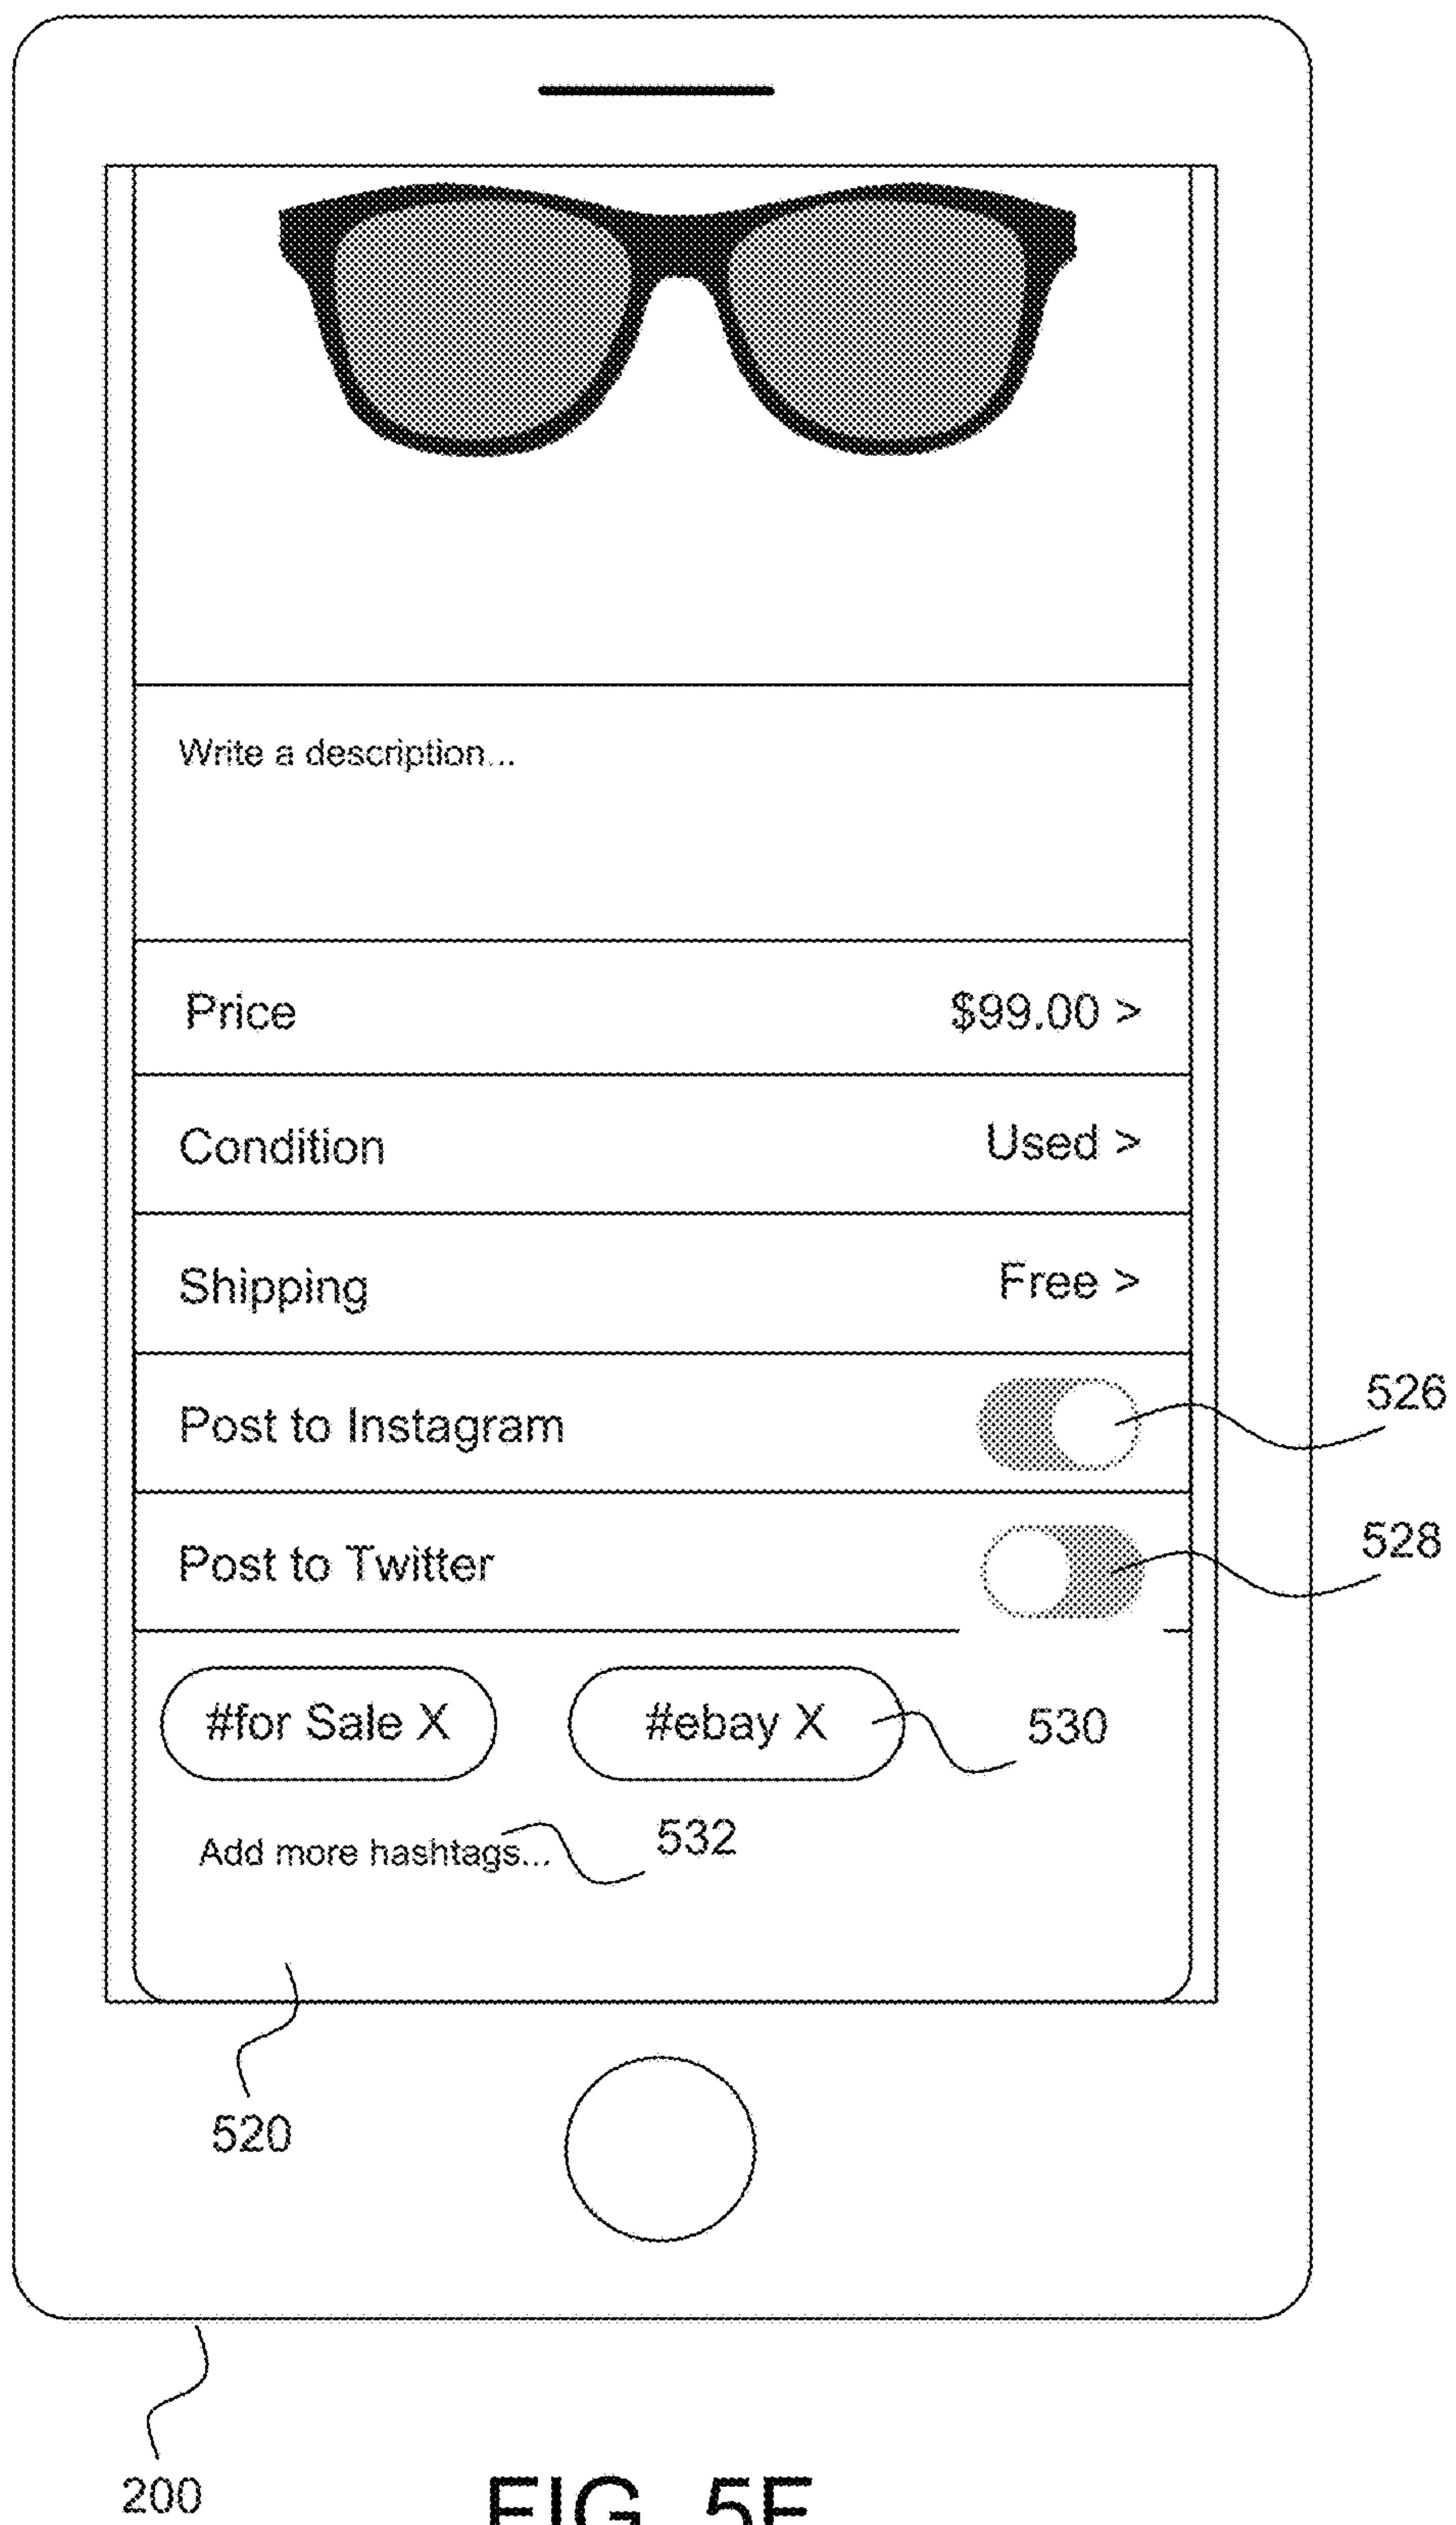 Write a description...
Price $99.00 >
Condition Used >
Shipping Free >
526
Post to Instagram
528
Post to Twitter
#for Sale X #ebay X 530
Add more hashtags... 532
520
200
FIG.